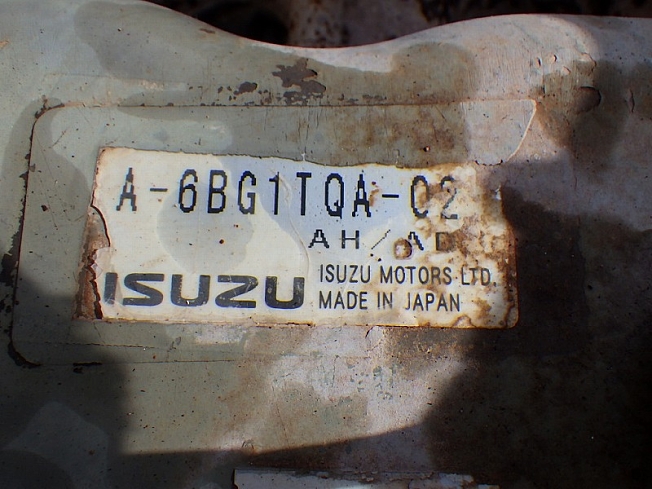 A-6BG1TQA-02
AH/AD
ISUZU
ISUZU MOTORS LTD.
MADE IN JAPAN